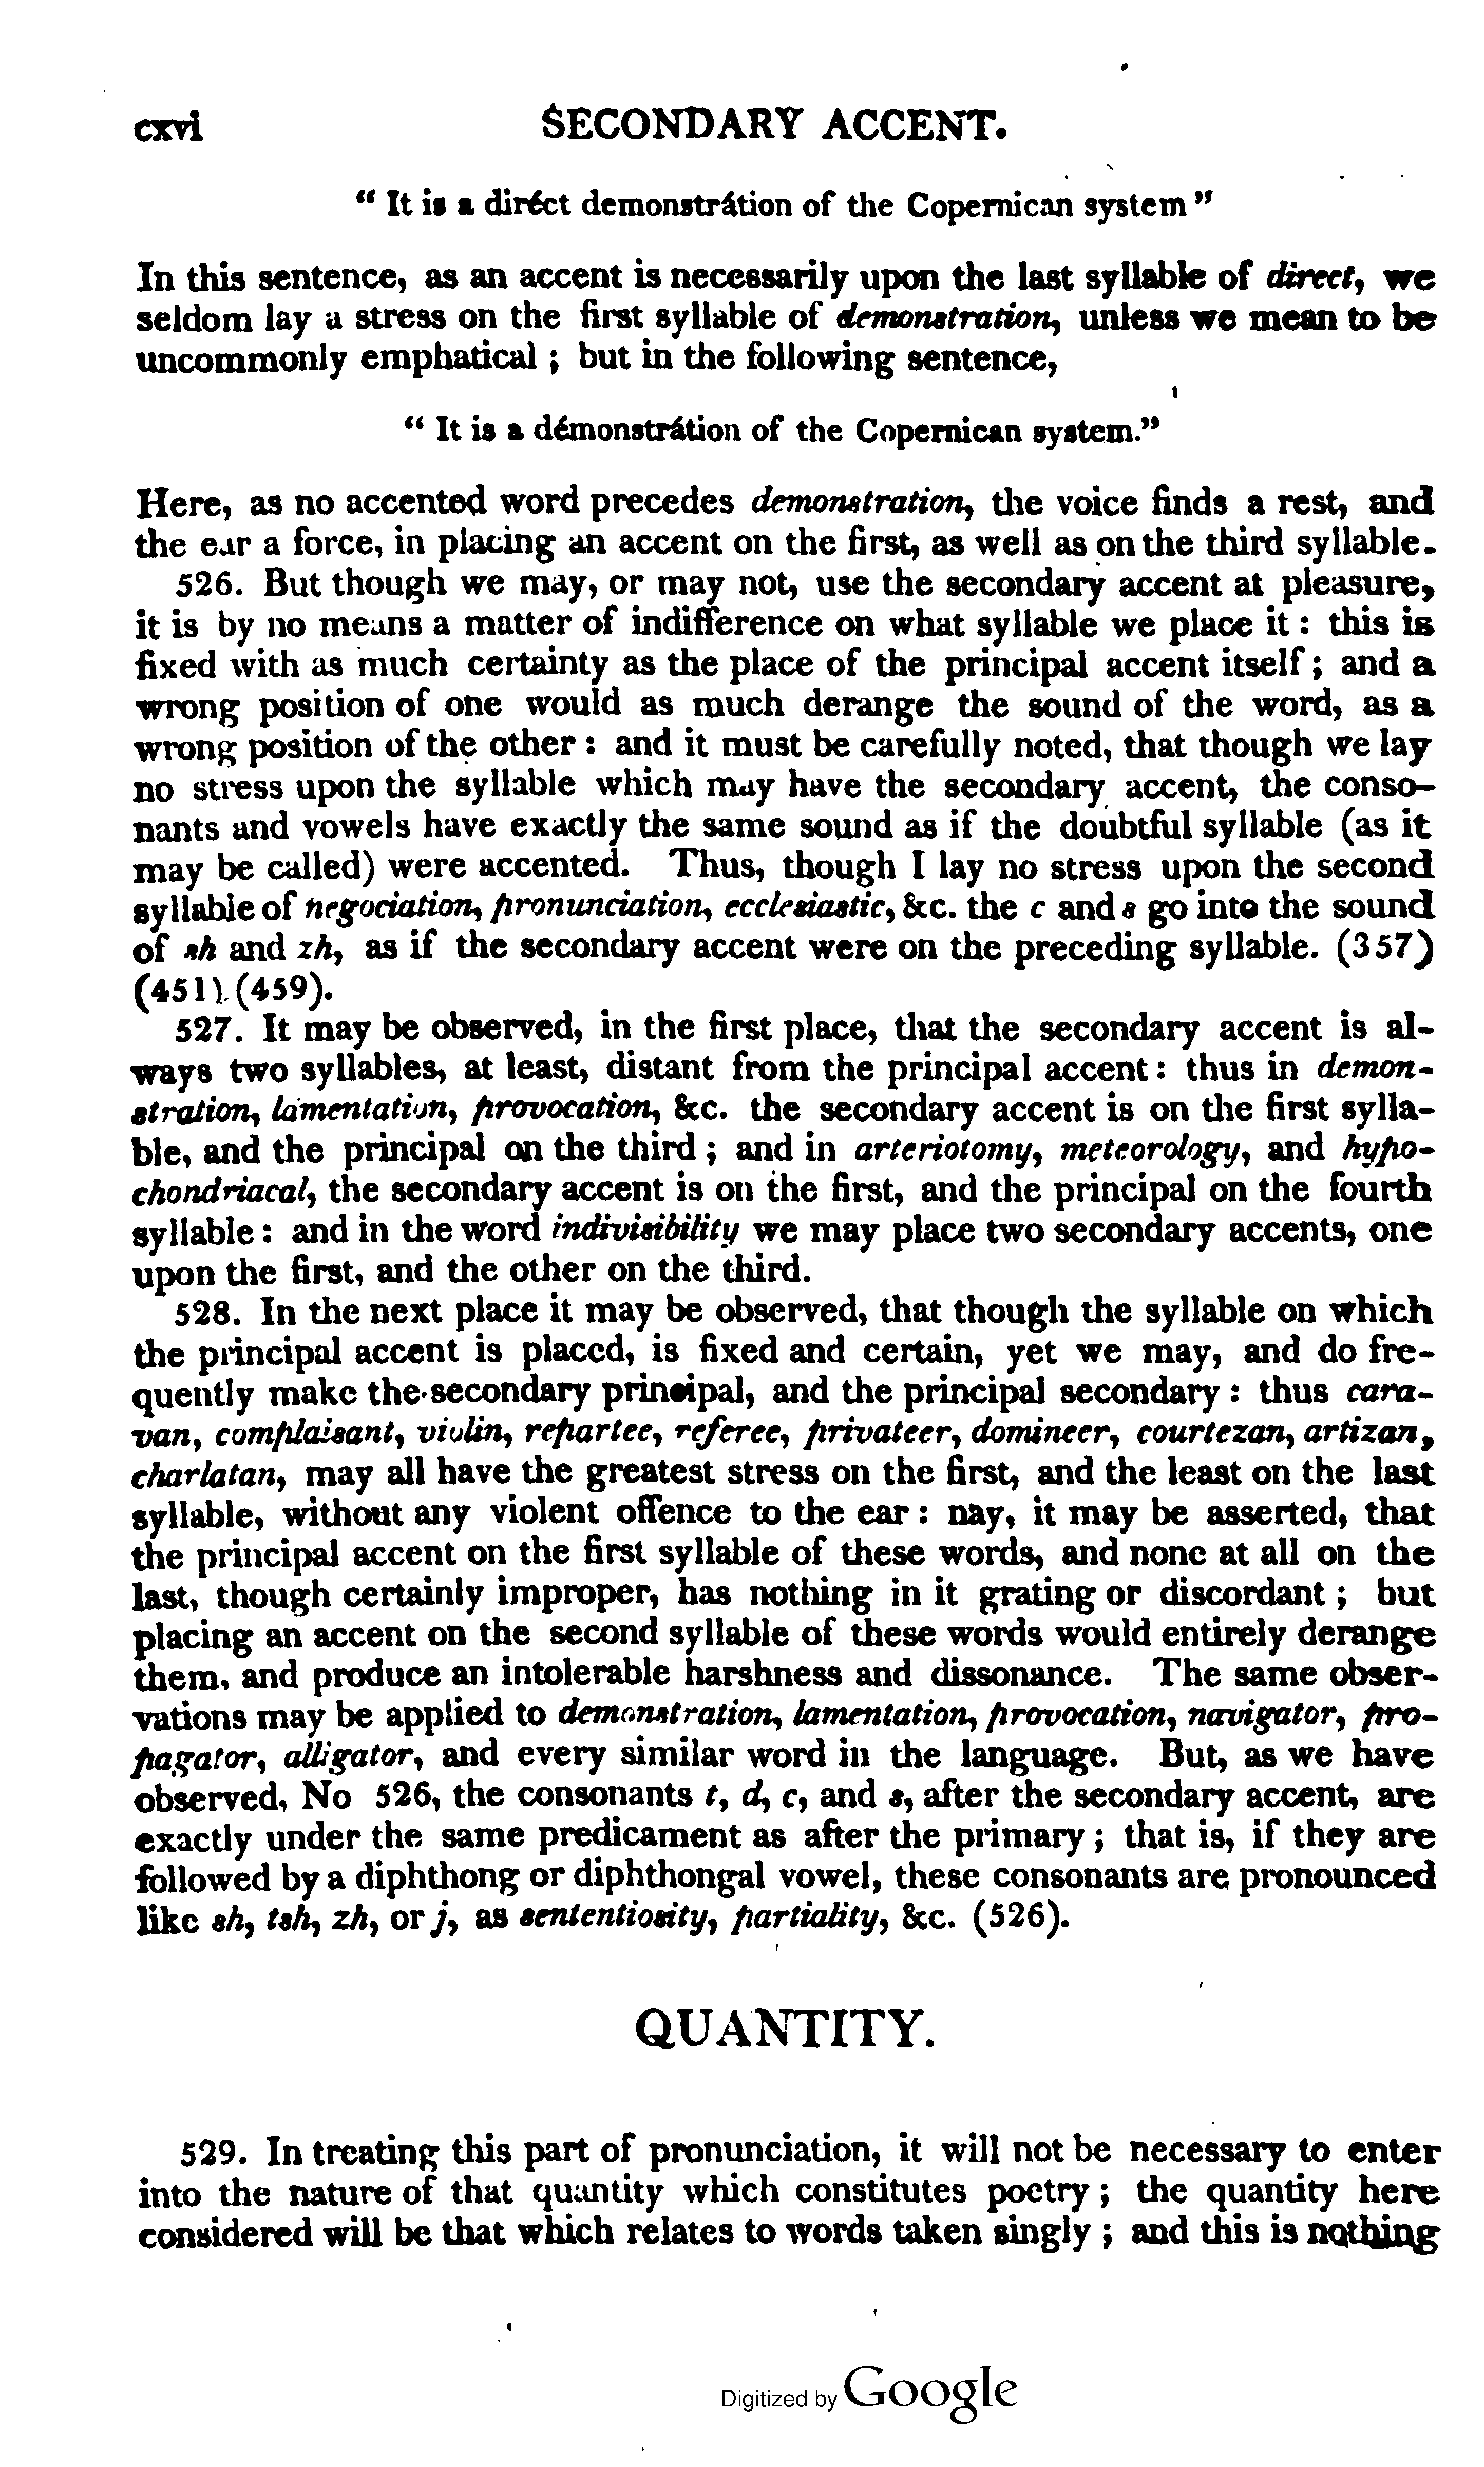 cxvi SECONDARY ACCENT.
“ It is a diréct demonstrátion of the Copernican system ”
In this sentence, as an accent is necessarily upon the last syllable of direct, we
seldom lay a stress on the first syllable of demonstration, unless we mean to be
uncommonly emphatical ; but in the following sentence,
“ It is a démonstrátion of the Copernican system.”
Here, as no accented word precedes demonstration, the voice finds a rest, and
the ear a force, in placing an accent on the first, as well as on the third syllable.
526. But though we may, or may not, use the secondary accent at pleasure,
it is by no means a matter of indifference on what syllable we place it : this is
fixed with as much certainty as the place of the principal accent itself ; and a
wrong position of one would as much derange the sound of the word, as a
wrong position of the other : and it must be carefully noted, that though we lay
no stress upon the syllable which may have the secondary accent, the conso-
nants and vowels have exactly the same sound as if the doubtful syllable (as it
may be called) were accented. Thus, though I lay no stress upon the second
syllable of negociation, pronunciation, ecclesiastic, &c. the c and s go into the sound
of sh and zh, as if the secondary accent were on the preceding syllable. (357)
(451) (459).
527. It may be observed, in the first place, that the secondary accent is al-
ways two syllables, at least, distant from the principal accent : thus in demon-
stration, lamentation, provocation, &c. the secondary accent is on the first sylla-
ble, and the principal on the third ; and in arteriotomy, meteorology, and hypo-
chondriacal, the secondary accent is on the first, and the principal on the fourth
syllable : and in the word indivisibility we may place two secondary accents, one
upon the first, and the other on the third.
528. In the next place it may be observed, that though the syllable on which
the principal accent is placed, is fixed and certain, yet we may, and do fre-
quently make the secondary principal, and the principal secondary : thus cara-
van, complaisant, violin, repartee, referee, privateer, domineer, courtezan, artizan,
charlatan, may all have the greatest stress on the first, and the least on the last
syllable, without any violent offence to the ear : nay, it may be asserted, that
the principal accent on the first syllable of these words, and none at all on the
last, though certainly improper, has nothing in it grating or discordant ; but
placing an accent on the second syllable of these words would entirely derange
them, and produce an intolerable harshness and dissonance. The same obser-
vations may be applied to demonstration, lamentation, provocation, navigator, pro-
pagator, alligator, and every similar word in the language. But, as we have
observed, No 526, the consonants t, d, c, and s, after the secondary accent, are
exactly under the same predicament as after the primary ; that is, if they are
followed by a diphthong or diphthongal vowel, these consonants are pronounced
like sh, tsh, zh, or j, as sententiosity, partiality, &c. (526).
QUANTITY.
529. In treating this part of pronunciation, it will not be necessary to enter
into the nature of that quantity which constitutes poetry ; the quantity here
considered will be that which relates to words taken singly ; and this is nothing
Digitized by Google